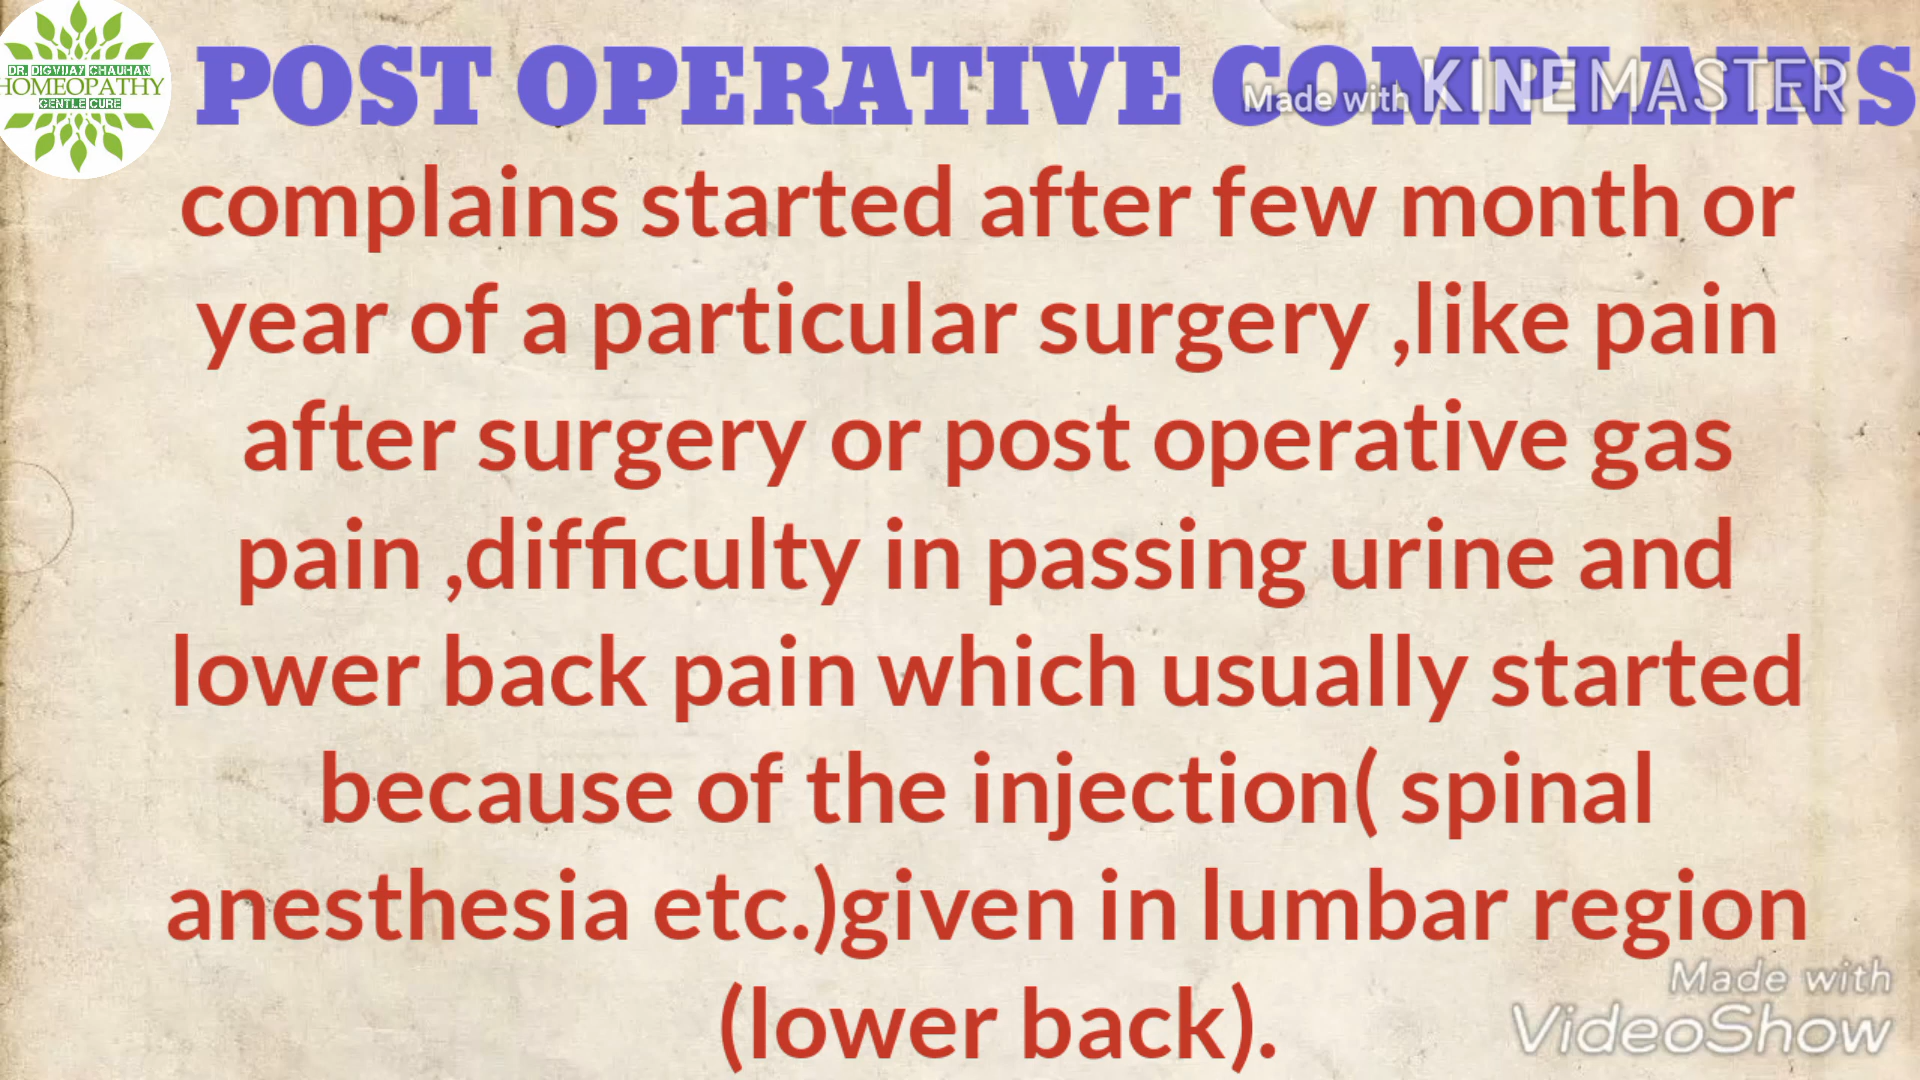 DR. DIGVIJAY CHAUHAN
HOMEOPATHY
GENTLE CURE
POST OPERATIVE COMPLAINS
Made with KINEMASTER
complains started after few month or
year of a particular surgery ,like pain
after surgery or post operative gas
pain ,difficulty in passing urine and
lower back pain which usually started
because of the injection( spinal
anesthesia etc.)given in lumbar region
(lower back).
Made with
VideoShow